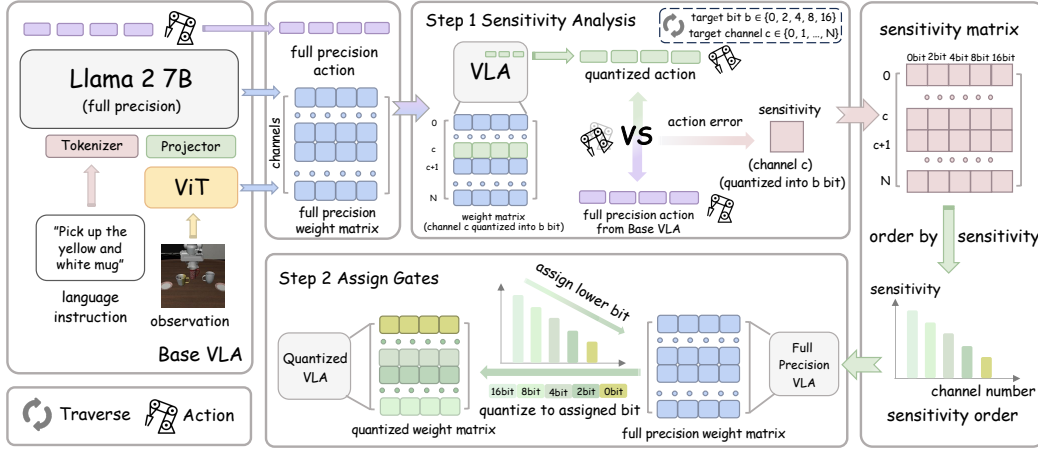 Llama 2 7B
(full precision)
Tokenizer
Projector
ViT
"Pick up the
yellow and
white mug"
language
instruction
observation
Base VLA
Traverse
Action
full precision
action
channels
full precision
weight matrix
Step 1 Sensitivity Analysis
target bit b ∈ {0, 2, 4, 8, 16}
target channel c ∈ {0, 1, ..., N}
VLA
quantized action
0
c
c+1
N
weight matrix
(channel c quantized into b bit)
VS
action error
sensitivity
(channel c)
(quantized into b bit)
full precision action
from Base VLA
sensitivity matrix
0bit 2bit 4bit 8bit 16bit
0
c
c+1
N
order by sensitivity
sensitivity
channel number
sensitivity order
Step 2 Assign Gates
Quantized
VLA
quantized weight matrix
assign lower bit
16bit 8bit 4bit 2bit 0bit
quantize to assigned bit
full precision weight matrix
Full
Precision
VLA